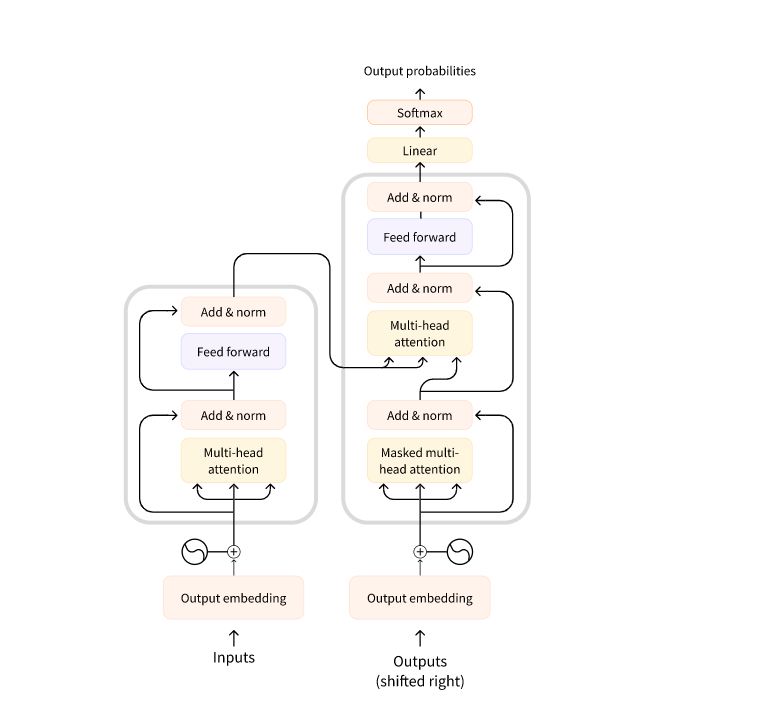 Output probabilities
Softmax
Linear
Add & norm
Feed forward
Add & norm
Multi-head
attention
Add & norm
Masked multi-
head attention
Add & norm
Feed forward
Add & norm
Multi-head
attention
Output embedding
Output embedding
Inputs
Outputs
(shifted right)